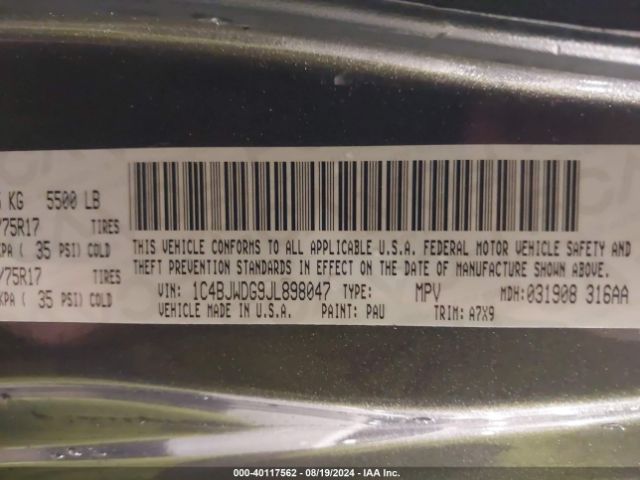 KG 5500 LB
/75R17 TIRES
KPA ( 35 PSI) COLD
/75R17 TIRES
KPA ( 35 PSI) COLD
THIS VEHICLE CONFORMS TO ALL APPLICABLE U.S.A. FEDERAL MOTOR VEHICLE SAFETY AND
THEFT PREVENTION STANDARDS IN EFFECT ON THE DATE OF MANUFACTURE SHOWN ABOVE.
VIN: 1C4BJWDG9JL898047 TYPE: MPV MDH:031908 316AA
VEHICLE MADE IN U.S.A. PAINT: PAU TRIM: A7X9
000-40117562 - 08/19/2024 - IAA Inc.